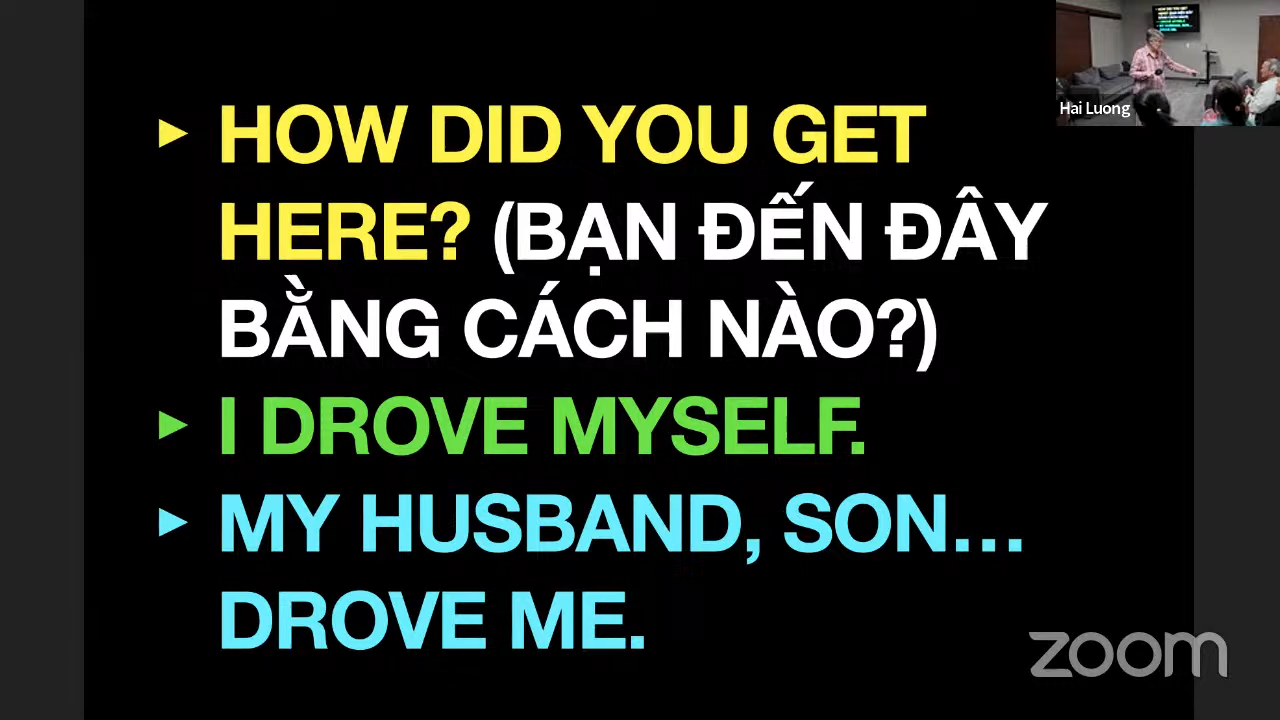 Hai Luong
HOW DID YOU GET
HERE? (BẠN ĐẾN ĐÂY
BẰNG CÁCH NÀO?)
I DROVE MYSELF.
MY HUSBAND, SON…
DROVE ME.
zoom